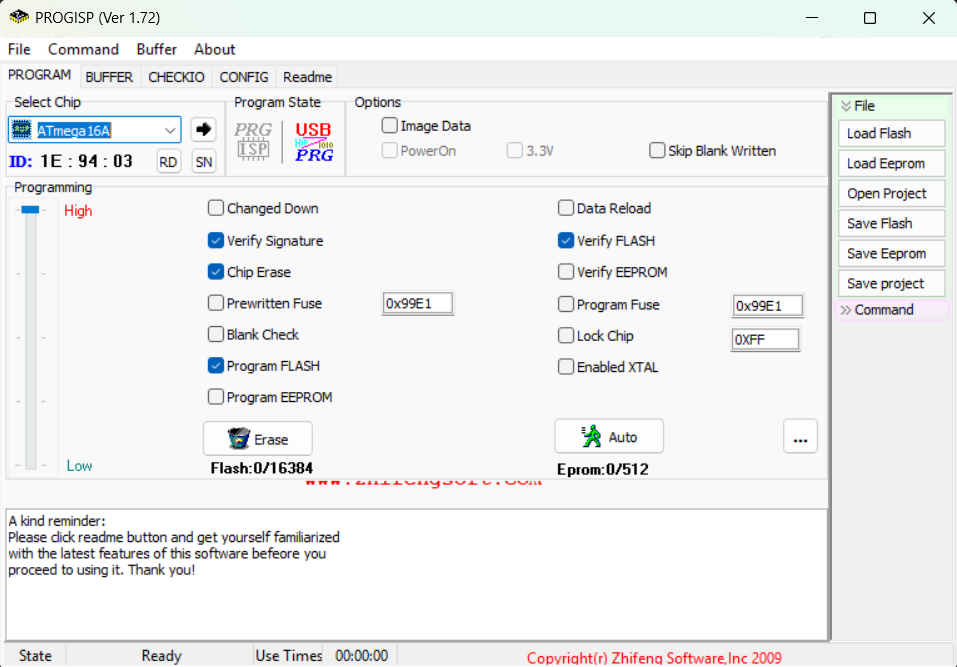 PROGISP (Ver 1.72)
File Command Buffer About
PROGRAM BUFFER CHECKIO CONFIG Readme
Select Chip
ATmega16A
ID: 1E : 94 : 03 RD SN
Program State
PRG ISP
USB
PRG
Options
Image Data
PowerOn 3.3V Skip Blank Written
Programming
High
Low
Changed Down
Verify Signature
Chip Erase
Prewritten Fuse 0x99E1
Blank Check
Program FLASH
Program EEPROM
Erase
Flash:0/16384
Data Reload
Verify FLASH
Verify EEPROM
Program Fuse 0x99E1
Lock Chip 0XFF
Enabled XTAL
Auto ...
Eprom:0/512
www.zhifengsoft.com
A kind reminder:
Please click readme button and get yourself familiarized
with the latest features of this software befeore you
proceed to using it. Thank you!
File
Load Flash
Load Eeprom
Open Project
Save Flash
Save Eeprom
Save project
Command
State Ready Use Times 00:00:00 Copyright(r) Zhifeng Software,Inc 2009